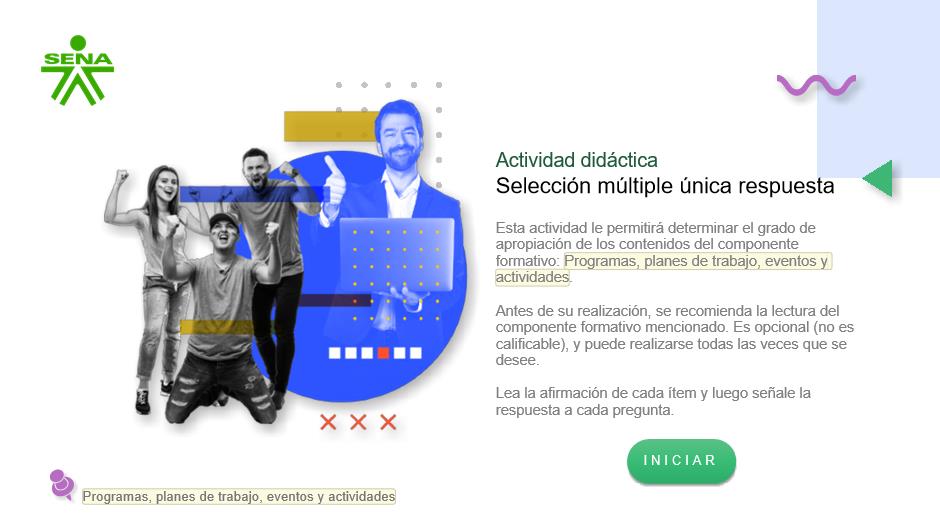 SENA
Actividad didáctica
Selección múltiple única respuesta
Esta actividad le permitirá determinar el grado de
apropiación de los contenidos del componente
formativo: Programas, planes de trabajo, eventos y
actividades.
Antes de su realización, se recomienda la lectura del
componente formativo mencionado. Es opcional (no es
calificable), y puede realizarse todas las veces que se
desee.
Lea la afirmación de cada ítem y luego señale la
respuesta a cada pregunta.
INICIAR
Programas, planes de trabajo, eventos y actividades